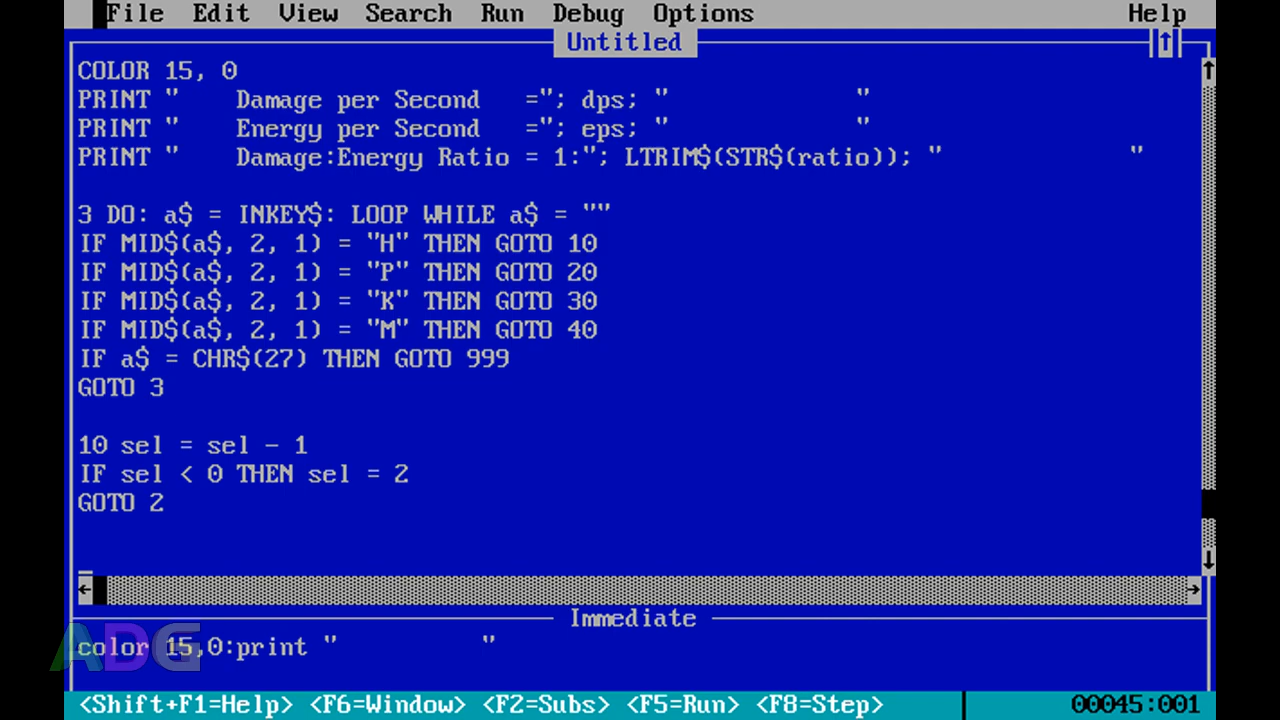 File Edit View Search Run Debug Options Help
Untitled
COLOR 15, 0
PRINT "    Damage per Second   ="; dps; "             "
PRINT "    Energy per Second   ="; eps; "             "
PRINT "    Damage:Energy Ratio = 1:"; LTRIM$(STR$(ratio)); "             "
3 DO: a$ = INKEY$: LOOP WHILE a$ = ""
IF MID$(a$, 2, 1) = "H" THEN GOTO 10
IF MID$(a$, 2, 1) = "P" THEN GOTO 20
IF MID$(a$, 2, 1) = "K" THEN GOTO 30
IF MID$(a$, 2, 1) = "M" THEN GOTO 40
IF a$ = CHR$(27) THEN GOTO 999
GOTO 3
10 sel = sel - 1
IF sel < 0 THEN sel = 2
GOTO 2
Immediate
color 15,0:print "          "
ADG
<Shift+F1=Help> <F6=Window> <F2=Subs> <F5=Run> <F8=Step> 00045:001